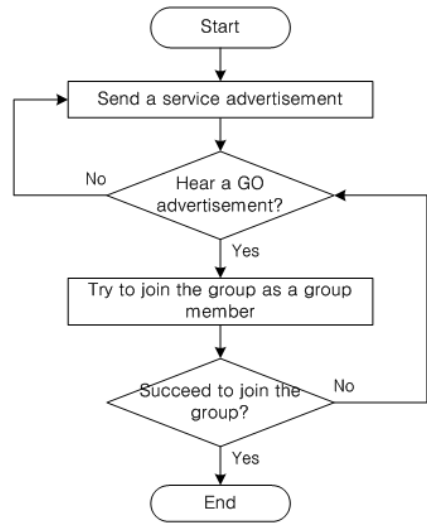 Start
Send a service advertisement
No
Hear a GO
advertisement?
Yes
Try to join the group as a group
member
Succeed to join the
group?
No
Yes
End